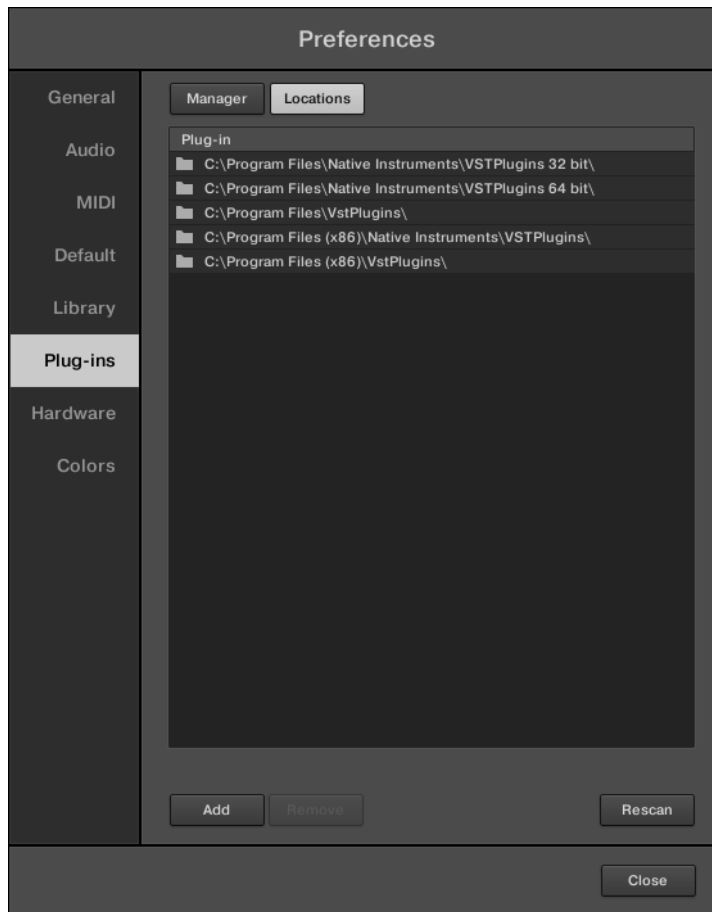 Preferences
General
Audio
MIDI
Default
Library
Plug-ins
Hardware
Colors
Manager Locations
Plug-in
C:\Program Files\Native Instruments\VSTPlugins 32 bit\
C:\Program Files\Native Instruments\VSTPlugins 64 bit\
C:\Program Files\VstPlugins\
C:\Program Files (x86)\Native Instruments\VSTPlugins\
C:\Program Files (x86)\VstPlugins\
Add Remove Rescan
Close